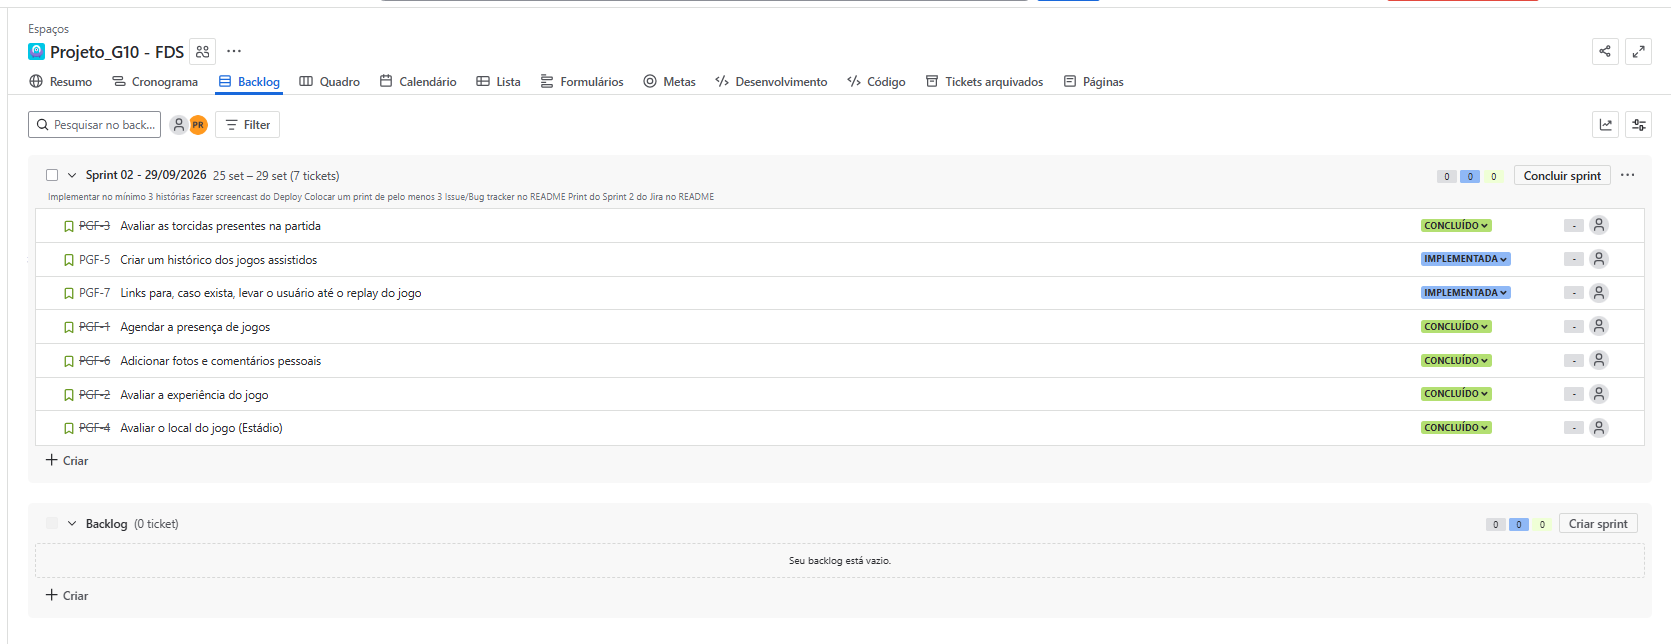 Espaços
Projeto_G10 - FDS
Resumo Cronograma Backlog Quadro Calendário Lista Formulários Metas Desenvolvimento Código Tickets arquivados Páginas
Pesquisar no back... PR Filter
Sprint 02 - 29/09/2026 25 set – 29 set (7 tickets) 0 0 0 Concluir sprint
Implementar no mínimo 3 histórias Fazer screencast do Deploy Colocar um print de pelo menos 3 Issue/Bug tracker no README Print do Sprint 2 do Jira no README
PGF-3 Avaliar as torcidas presentes na partida CONCLUÍDO -
PGF-5 Criar um histórico dos jogos assistidos IMPLEMENTADA -
PGF-7 Links para, caso exista, levar o usuário até o replay do jogo IMPLEMENTADA -
PGF-1 Agendar a presença de jogos CONCLUÍDO -
PGF-6 Adicionar fotos e comentários pessoais CONCLUÍDO -
PGF-2 Avaliar a experiência do jogo CONCLUÍDO -
PGF-4 Avaliar o local do jogo (Estádio) CONCLUÍDO -
Criar
Backlog (0 ticket) 0 0 0 Criar sprint
Seu backlog está vazio.
Criar